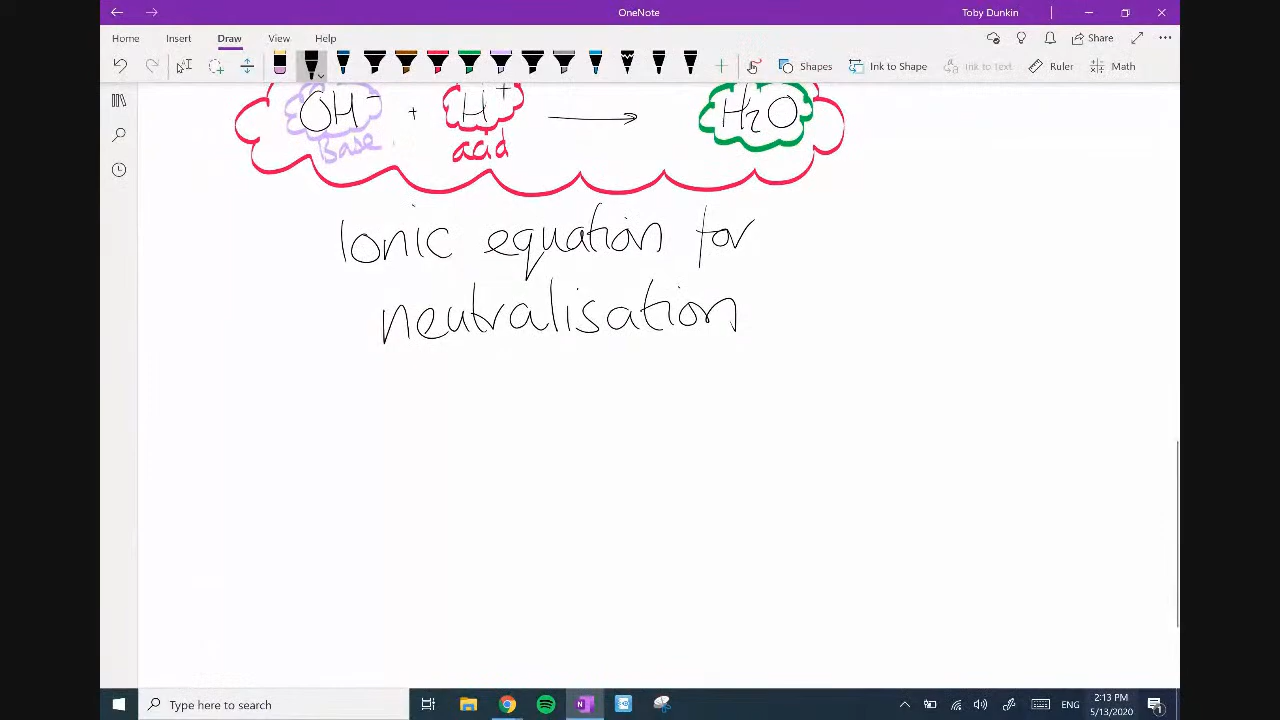 OneNote
Toby Dunkin
Home Insert Draw View Help Share
Shapes Ink to Shape Ink to Text Ruler Math
OH⁻ + H⁺ → H₂O
Base acid
Ionic equation for
neutralisation
Type here to search
ENG
2:13 PM
5/13/2020
1